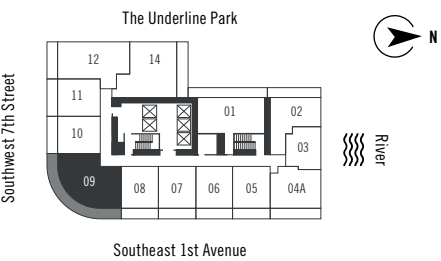 The Underline Park
N
12
14
11
01
02
10
03
Southwest 7th Street
River
09
08
07
06
05
04A
Southeast 1st Avenue